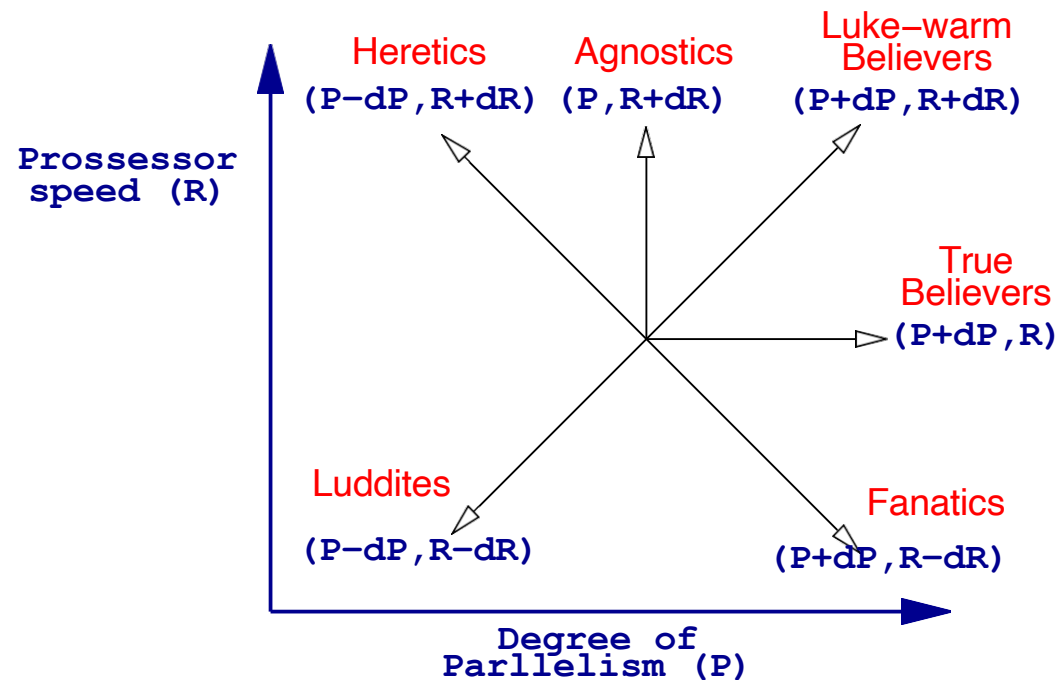 Heretics
(P−dP,R+dR)
Agnostics
(P,R+dR)
Luke−warm
Believers
(P+dP,R+dR)
Prossessor
speed (R)
True
Believers
(P+dP,R)
Luddites
(P−dP,R−dR)
Fanatics
(P+dP,R−dR)
Degree of
Parllelism (P)